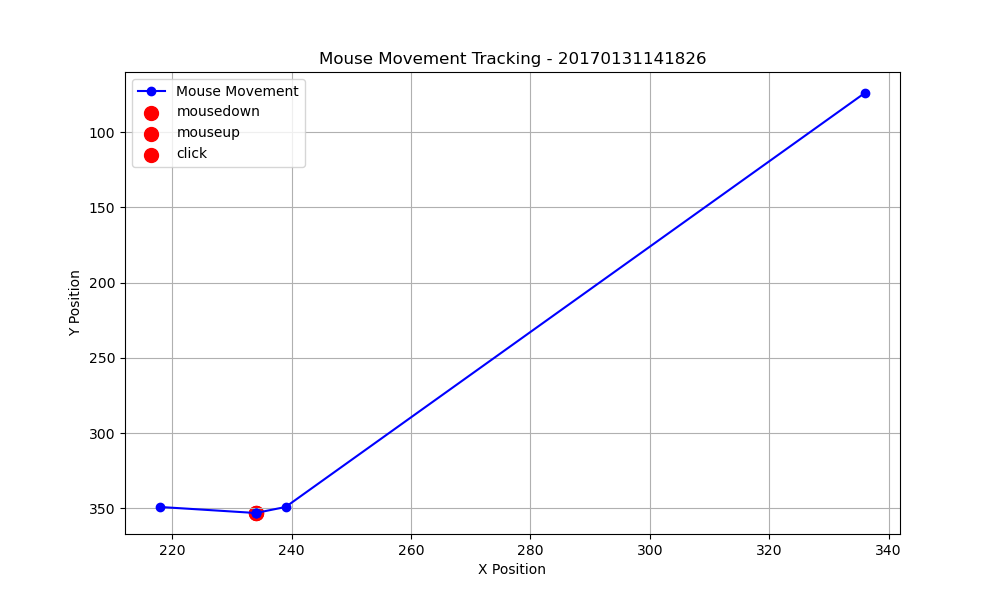 Mouse Movement Tracking - 20170131141826
Mouse Movement
mousedown
mouseup
click
100
150
200
250
300
350
Y Position
220 240 260 280 300 320 340
X Position